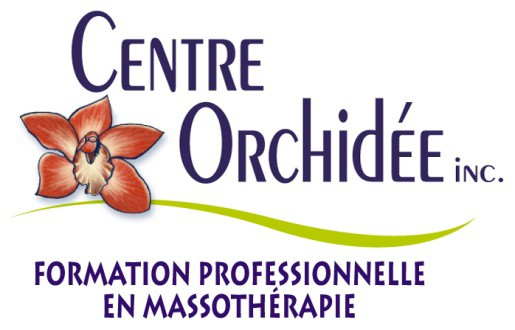 CENTRE
ORCHIDÉE INC.
FORMATION PROFESSIONNELLE
EN MASSOTHÉRAPIE